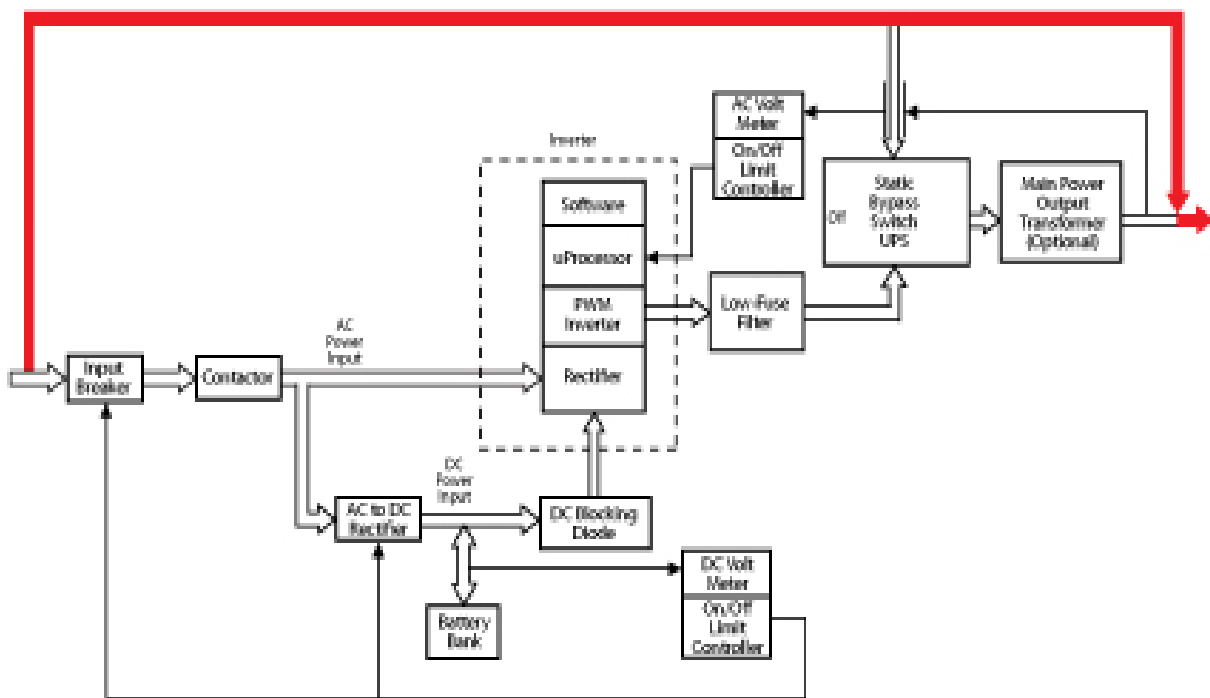 AC Volt
Meter
On/Off
Limit
Controller
Inverter
Software
uProcessor
PWM
Inverter
Rectifier
Off
Static
Bypass
Switch
UPS
Main Power
Output
Transformer
(Optional)
Low-Fuse
Filter
AC
Power
Input
Input
Breaker
Contactor
DC
Power
Input
AC to DC
Rectifier
DC Blocking
Diode
DC Volt
Meter
On/Off
Limit
Controller
Battery
Bank